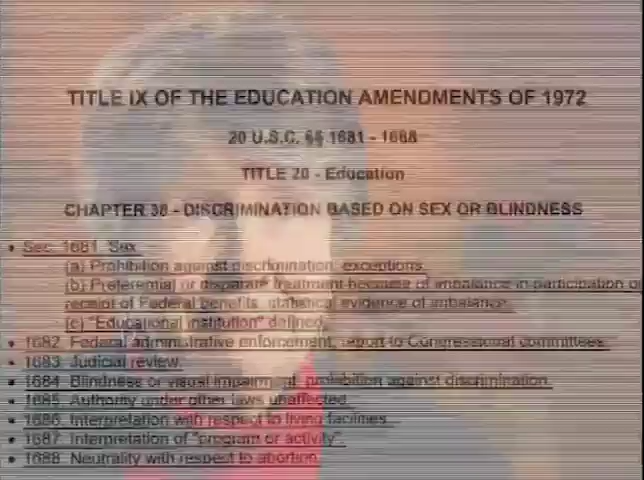 TITLE IX OF THE EDUCATION AMENDMENTS OF 1972
20 U.S.C. §§ 1681 - 1688
TITLE 20 - Education
CHAPTER 38 - DISCRIMINATION BASED ON SEX OR BLINDNESS
• Sec. 1681. Sex
(a) Prohibition against discrimination; exceptions.
(b) Preferential or disparate treatment because of imbalance in participation or
receipt of Federal benefits; statistical evidence of imbalance.
(c) "Educational institution" defined.
• 1682. Federal administrative enforcement; report to Congressional committees.
• 1683. Judicial review.
• 1684. Blindness or visual impairment; prohibition against discrimination.
• 1685. Authority under other laws unaffected.
• 1686. Interpretation with respect to living facilities.
• 1687. Interpretation of "program or activity".
• 1688. Neutrality with respect to abortion.